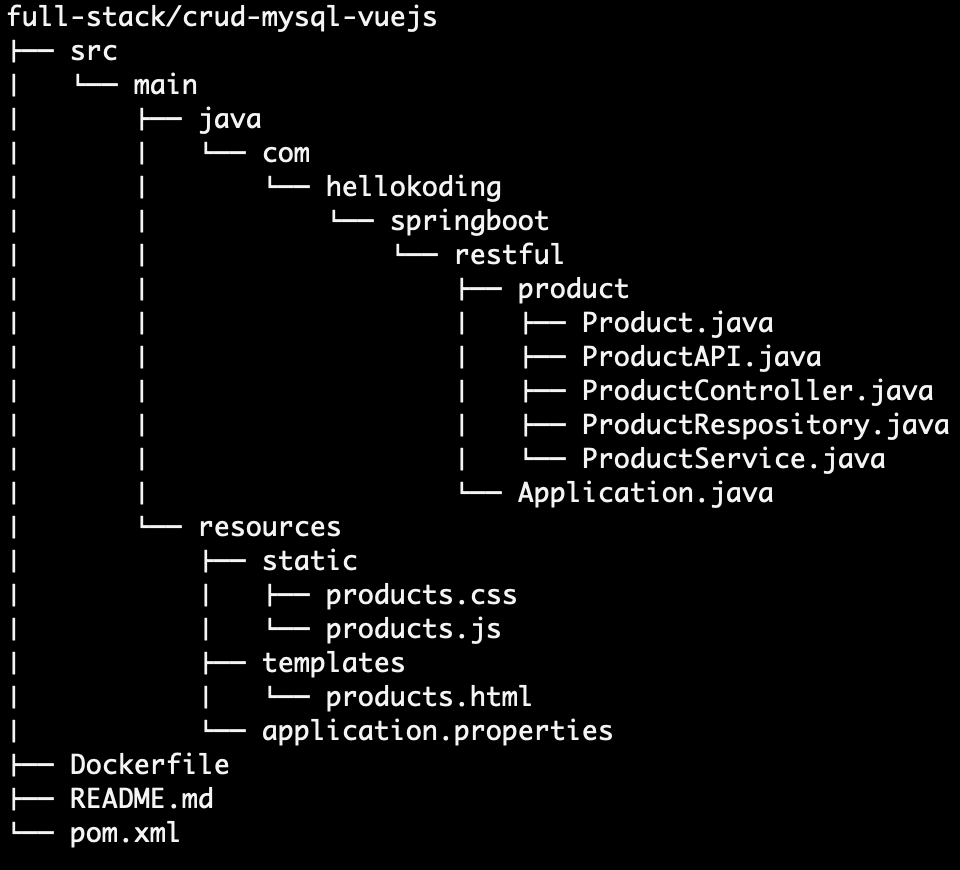 full-stack/crud-mysql-vuejs
├── src
│   └── main
│       ├── java
│       │   └── com
│       │       └── hellokoding
│       │           └── springboot
│       │               └── restful
│       │                   ├── product
│       │                   │   ├── Product.java
│       │                   │   ├── ProductAPI.java
│       │                   │   ├── ProductController.java
│       │                   │   ├── ProductRespository.java
│       │                   │   └── ProductService.java
│       │                   └── Application.java
│       └── resources
│           ├── static
│           │   ├── products.css
│           │   └── products.js
│           ├── templates
│           │   └── products.html
│           └── application.properties
├── Dockerfile
├── README.md
└── pom.xml